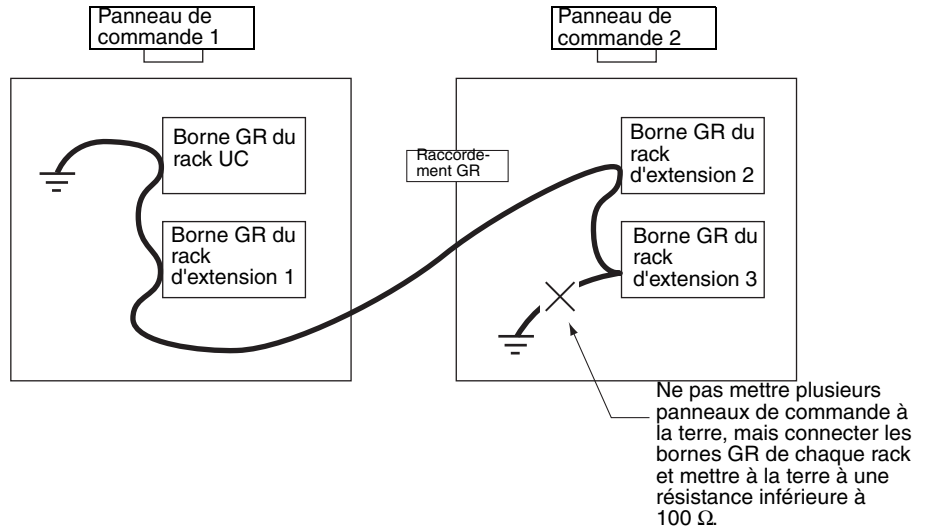 Panneau de
commande 1
Panneau de
commande 2
Borne GR du
rack UC
Borne GR du
rack
d'extension 1
Raccorde-
ment GR
Borne GR du
rack
d'extension 2
Borne GR du
rack
d'extension 3
Ne pas mettre plusieurs
panneaux de commande à
la terre, mais connecter les
bornes GR de chaque rack
et mettre à la terre à une
résistance inférieure à
100 Ω.